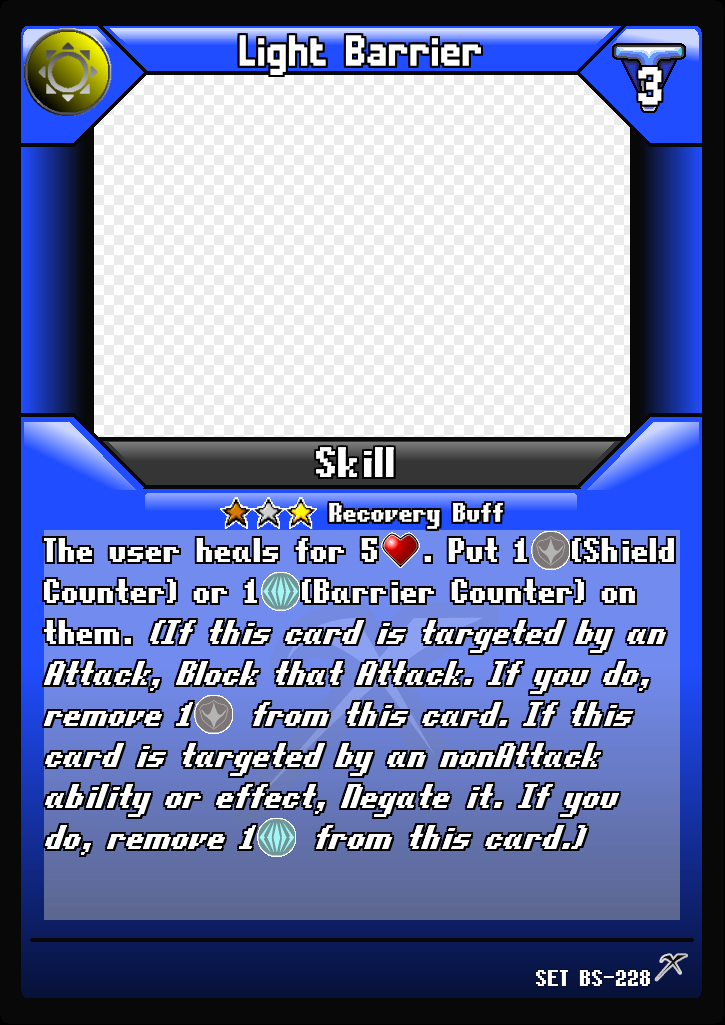 Light Barrier
3
Skill
Recovery Buff
The user heals for 5. Put 1(Shield
Counter) or 1(Barrier Counter) on
them. (If this card is targeted by an
Attack, Block that Attack. If you do,
remove 1 from this card. If this
card is targeted by an nonAttack
ability or effect, Negate it. If you
do, remove 1 from this card.)
SET BS-228